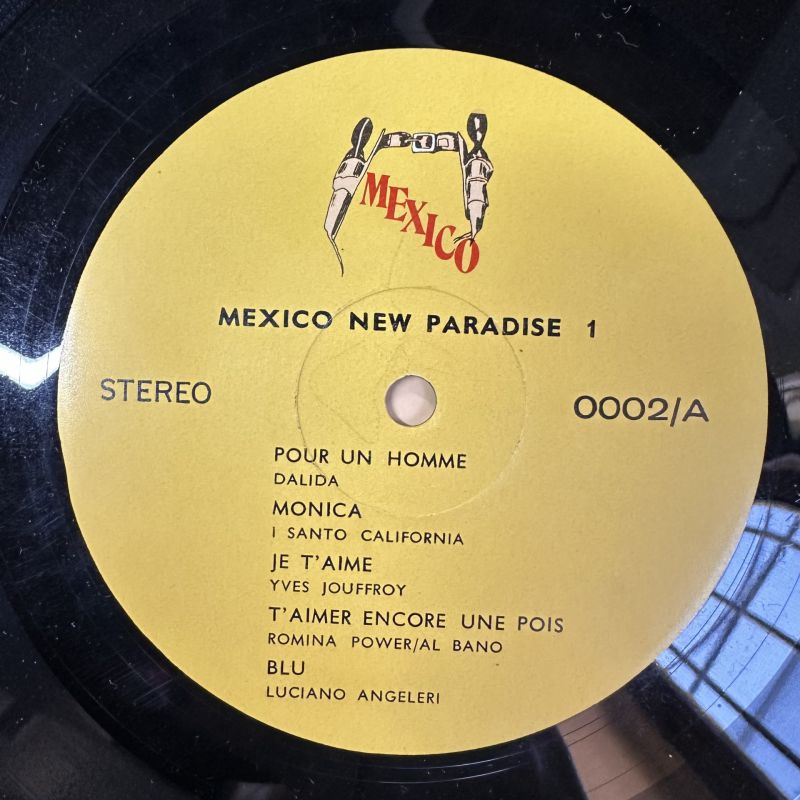 MEXICO
MEXICO NEW PARADISE 1
STEREO
0002/A
POUR UN HOMME
DALIDA
MONICA
I SANTO CALIFORNIA
JE T'AIME
YVES JOUFFROY
T'AIMER ENCORE UNE POIS
ROMINA POWER/AL BANO
BLU
LUCIANO ANGELERI